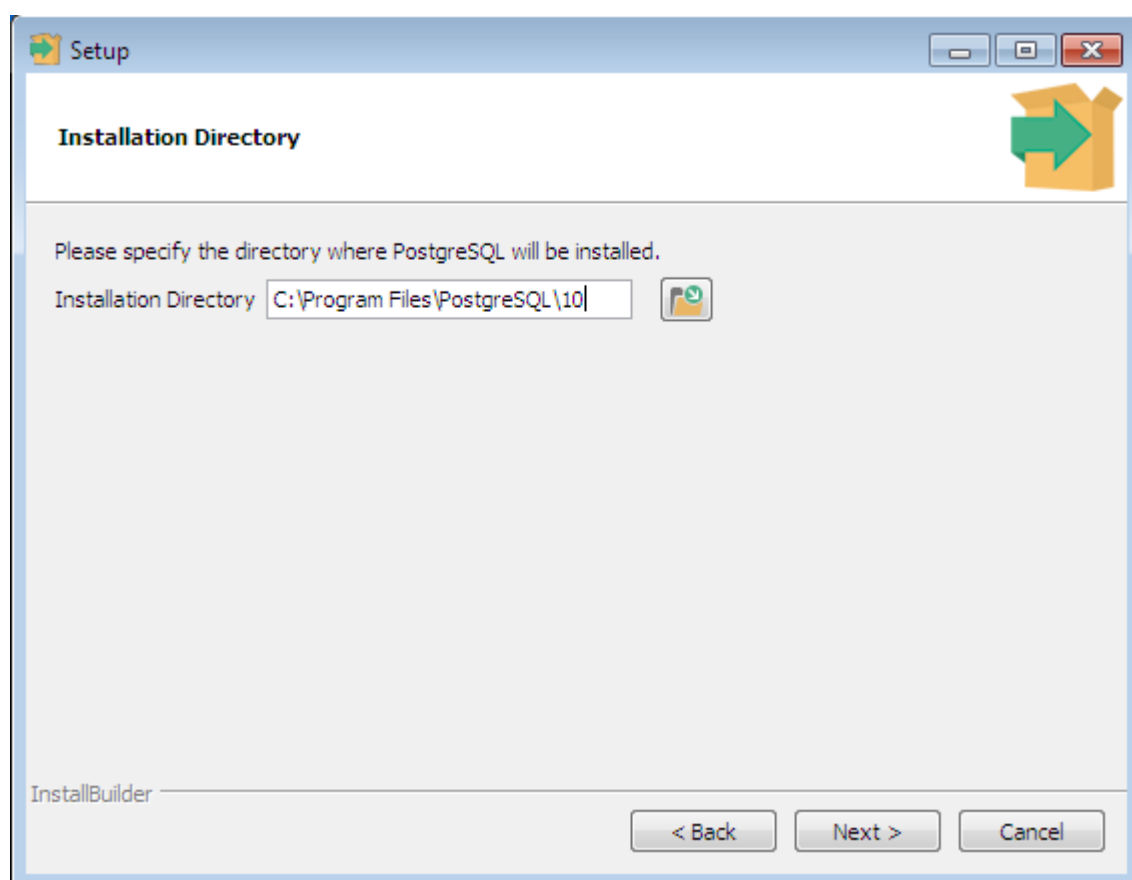 Setup
Installation Directory
Please specify the directory where PostgreSQL will be installed.
Installation Directory C:\Program Files\PostgreSQL\10
InstallBuilder
< Back Next > Cancel